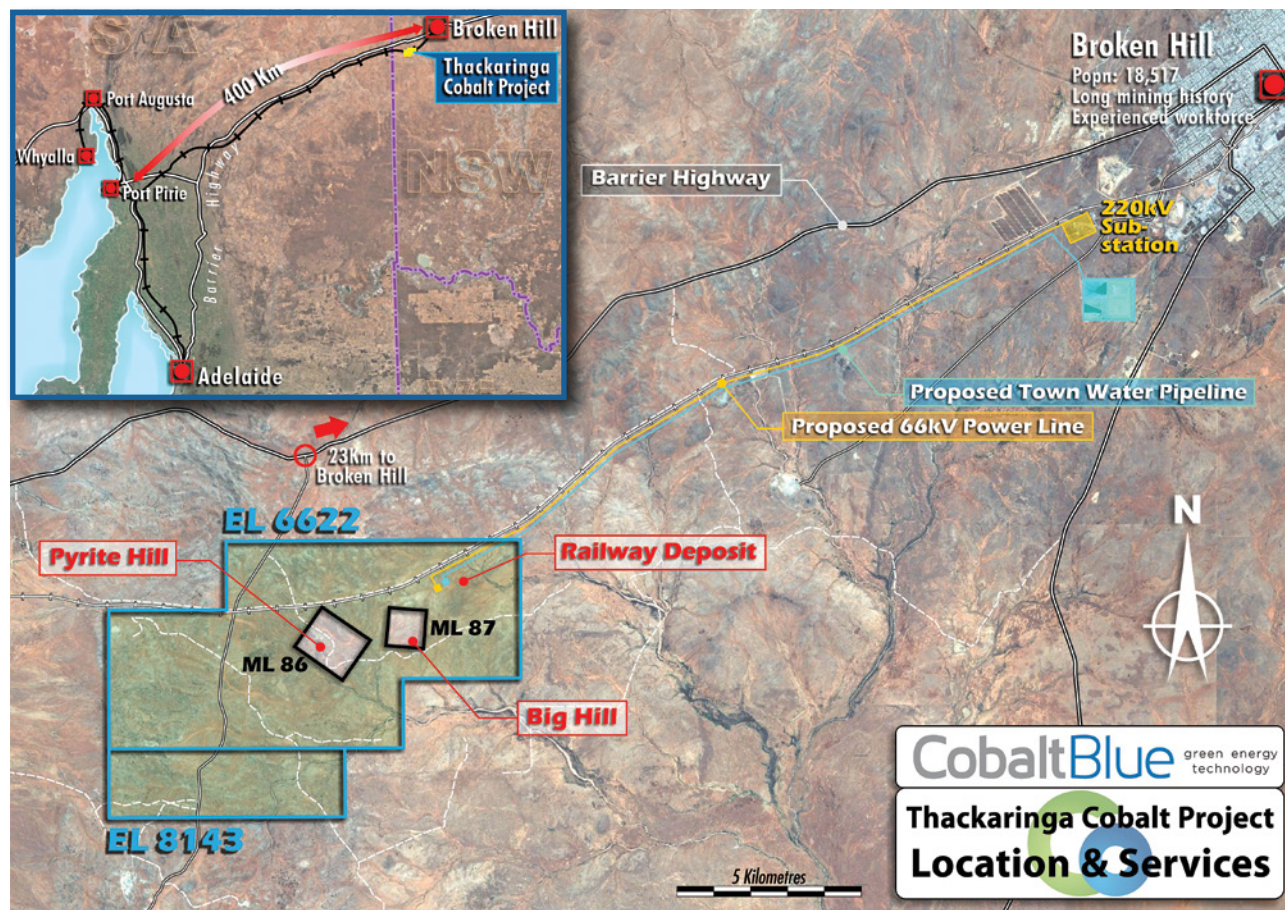 SA
Broken Hill
Thackaringa
Cobalt Project
400 Km
Port Augusta
Whyalla
Port Pirie
NSW
Barrier Highway
Adelaide
Broken Hill
Popn: 18,517
Long mining history
Experienced workforce
Barrier Highway
220kV
Sub-
station
Proposed Town Water Pipeline
Proposed 66kV Power Line
23Km to
Broken Hill
EL 6622
Pyrite Hill
Railway Deposit
ML 87
ML 86
Big Hill
EL 8143
N
5 Kilometres
CobaltBlue
green energy
technology
Thackaringa Cobalt Project
Location & Services